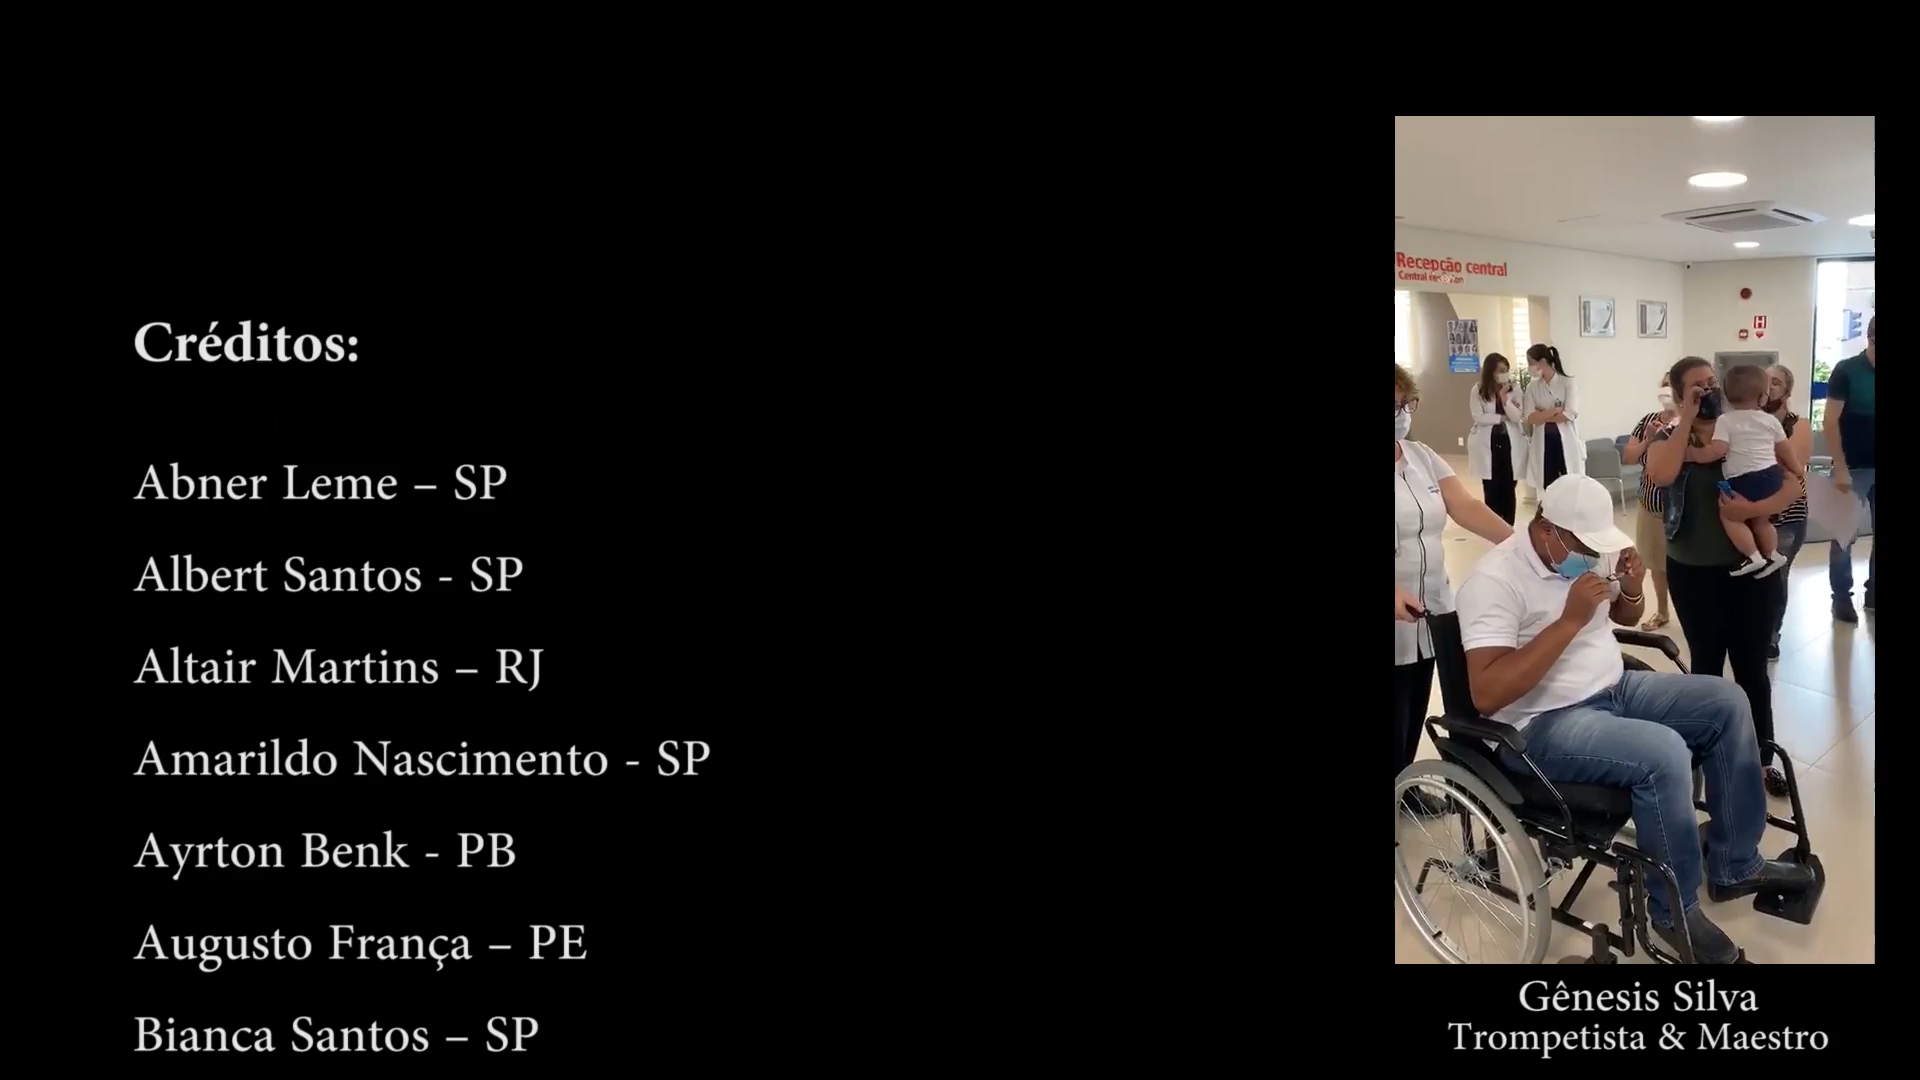 Créditos:
Abner Leme – SP
Albert Santos - SP
Altair Martins – RJ
Amarildo Nascimento - SP
Ayrton Benk - PB
Augusto França – PE
Bianca Santos – SP
Recepção central
Central
H
Gênesis Silva
Trompetista & Maestro